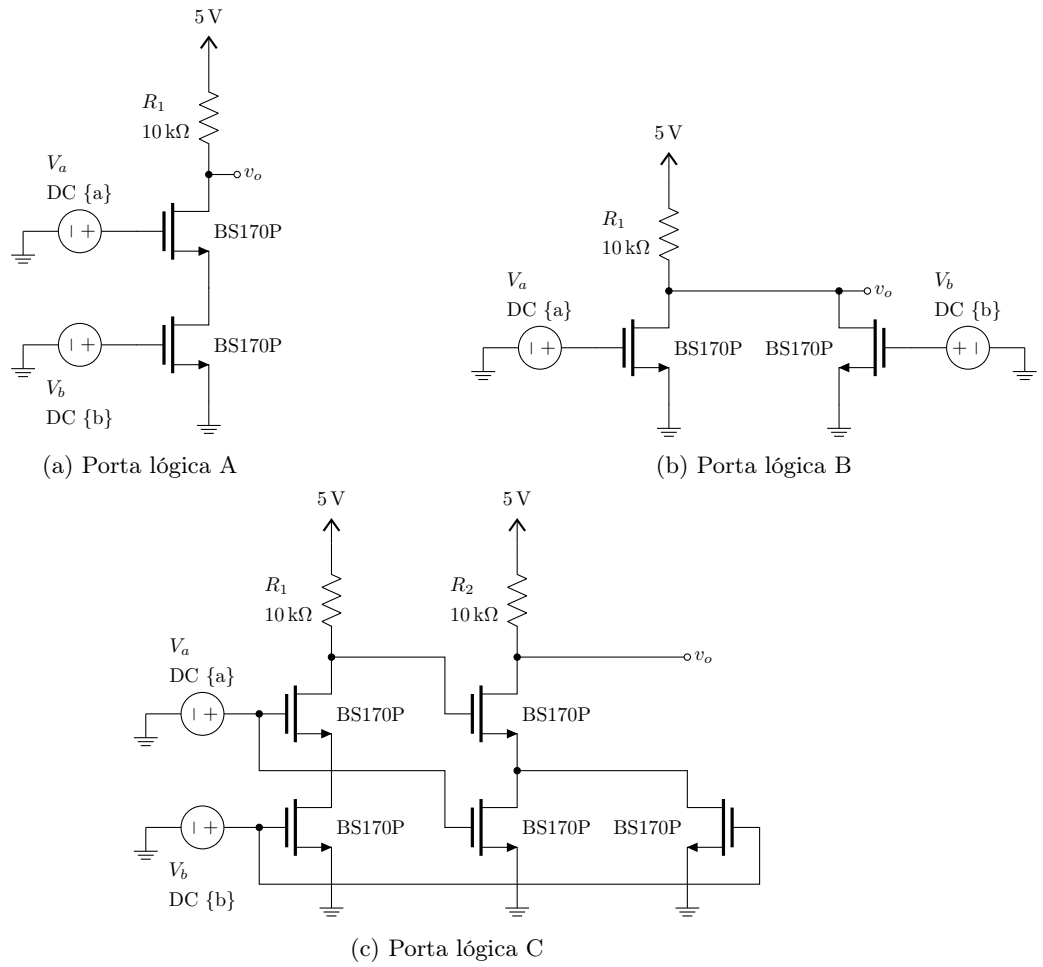 5 V
R1
10 kΩ
Va
DC {a}
vo
BS170P
BS170P
Vb
DC {b}
(a) Porta lógica A
5 V
R1
10 kΩ
Va
DC {a}
vo
Vb
DC {b}
BS170P
BS170P
(b) Porta lógica B
5 V
5 V
R1
10 kΩ
R2
10 kΩ
Va
DC {a}
vo
BS170P
BS170P
BS170P
BS170P
BS170P
Vb
DC {b}
(c) Porta lógica C